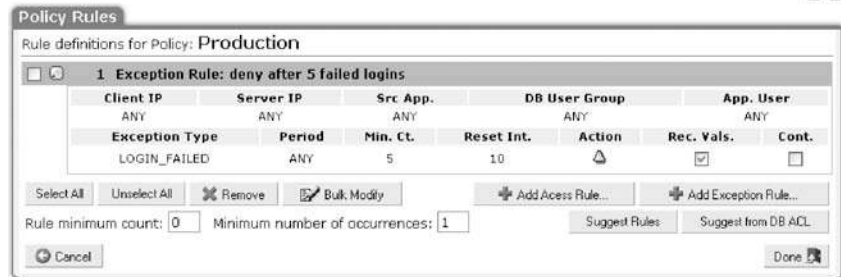 Policy Rules
Rule definitions for Policy: Production
1 Exception Rule: deny after 5 failed logins
Client IP Server IP Src App. DB User Group App. User
ANY ANY ANY ANY ANY
Exception Type Period Min. Ct. Reset Int. Action Rec. Vals. Cont.
LOGIN_FAILED ANY 5 10
Select All Unselect All Remove Bulk Modify Add Acess Rule... Add Exception Rule...
Rule minimum count: 0 Minimum number of occurrences: 1 Suggest Rules Suggest from DB ACL
Cancel Done